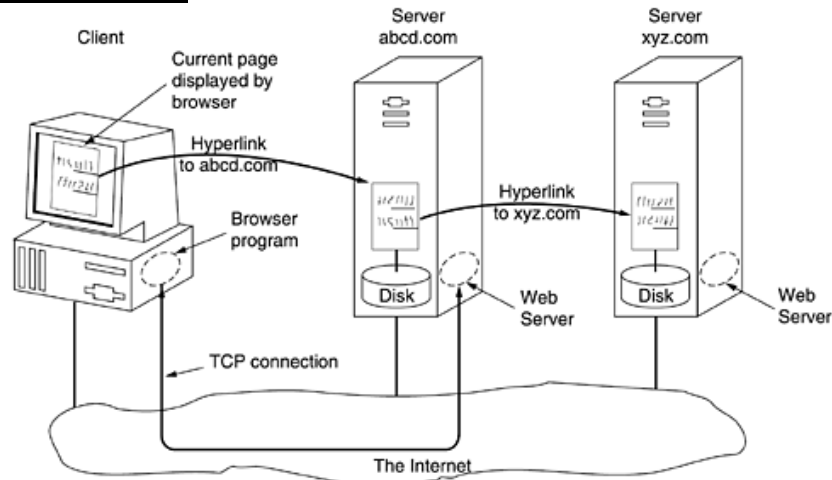 Client
Server
abcd.com
Server
xyz.com
Current page
displayed by
browser
Hyperlink
to abcd.com
Hyperlink
to xyz.com
Browser
program
Disk
Web
Server
Disk
Web
Server
TCP connection
The Internet